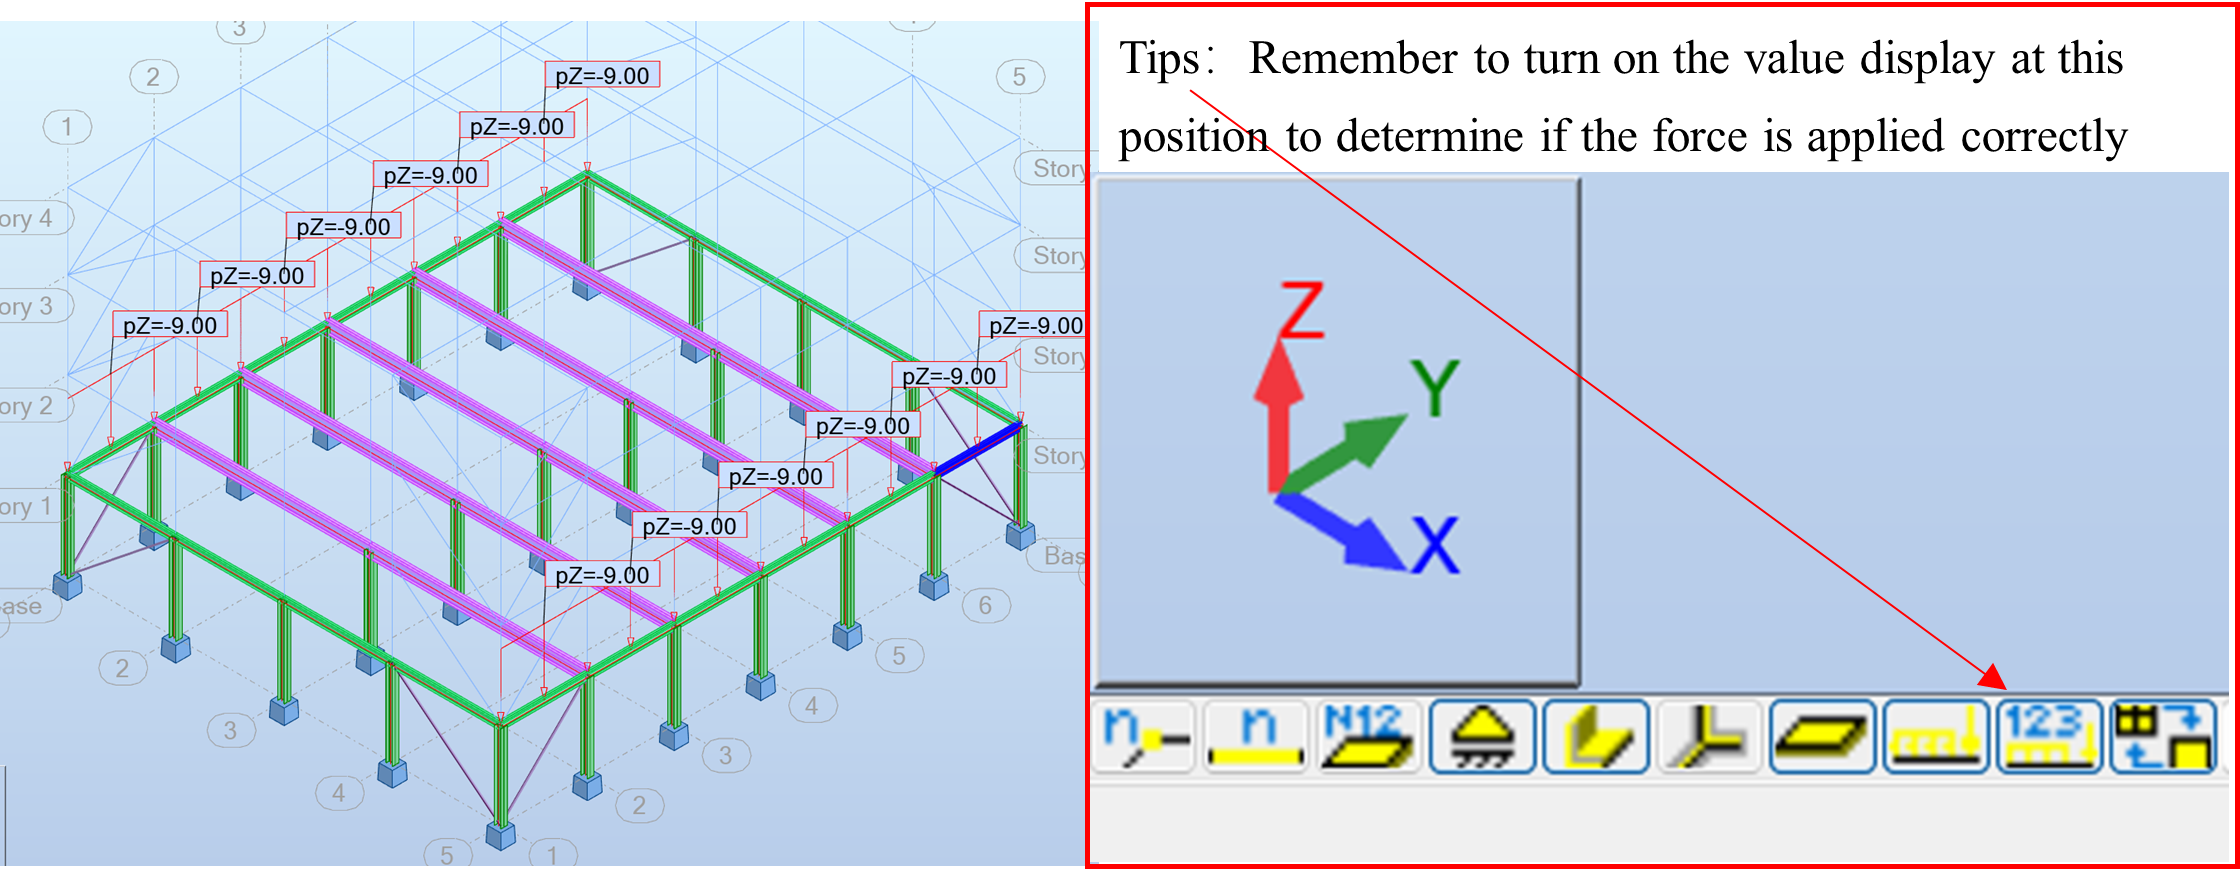 3
2
5
1
pZ=-9.00
pZ=-9.00
pZ=-9.00
pZ=-9.00
pZ=-9.00
pZ=-9.00
Story
ory 4
Story
ory 3
pZ=-9.00
Story
pZ=-9.00
ory 2
pZ=-9.00
Story
pZ=-9.00
ory 1
pZ=-9.00
Bas
pZ=-9.00
ase
6
5
2
4
3
3
4
2
5
1
Tips: Remember to turn on the value display at this
position to determine if the force is applied correctly
Z
Y
X
n
n
N12
123